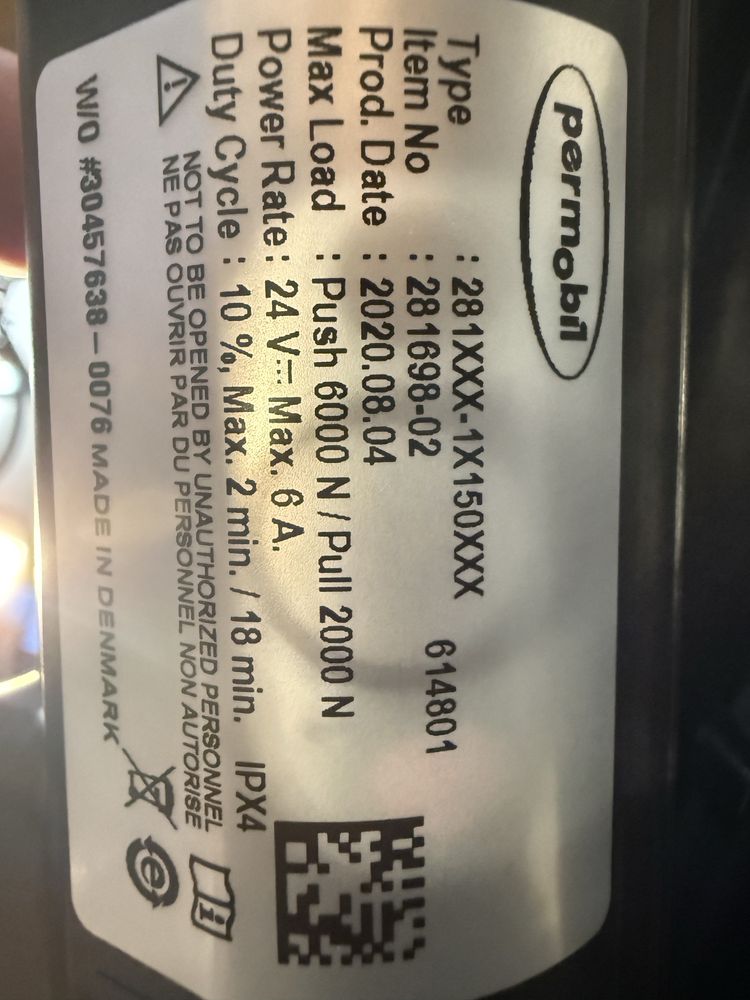 permobil
Type : 281XXX-1X150XXX
Item No : 281698-02 614801
Prod. Date : 2020.08.04
Max Load : Push 6000 N / Pull 2000 N
Power Rate: 24 V⎓ Max. 6 A.
Duty Cycle : 10 %, Max. 2 min. / 18 min. IPX4
NOT TO BE OPENED BY UNAUTHORIZED PERSONNEL
NE PAS OUVRIR PAR DU PERSONNEL NON AUTORISE
W/O #30457638 – 0076 MADE IN DENMARK